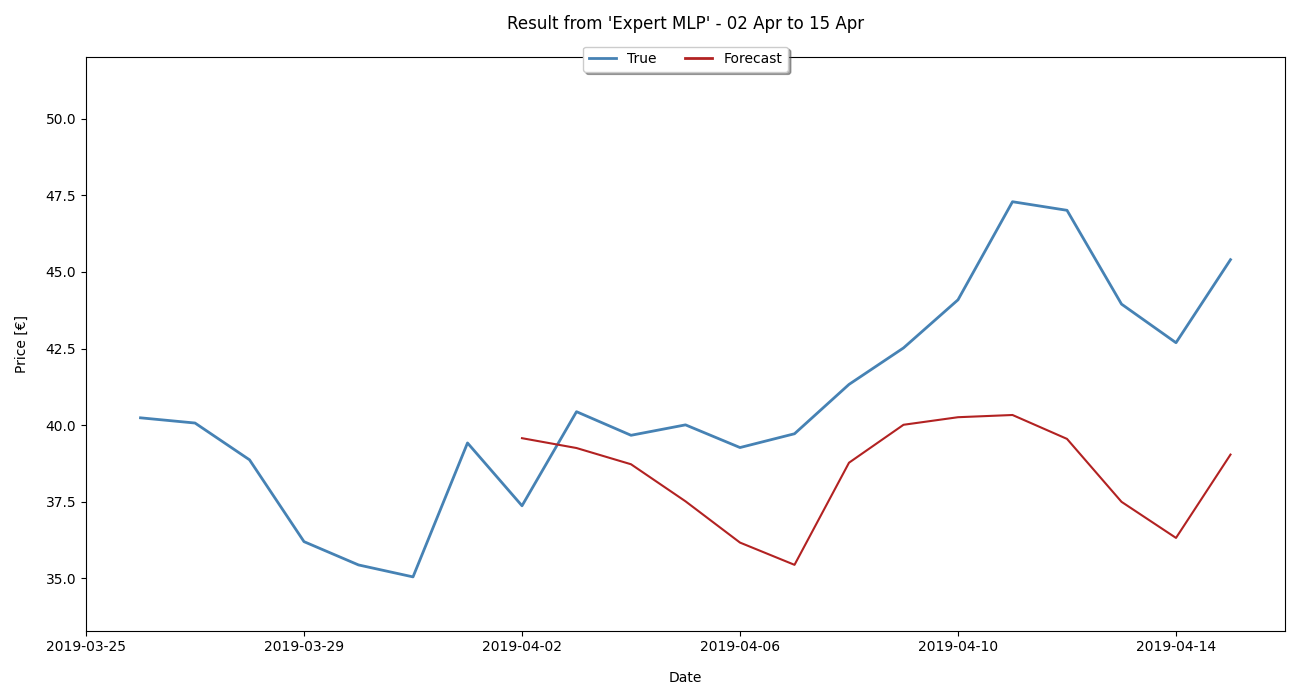 Result from 'Expert MLP' - 02 Apr to 15 Apr
True
Forecast
50.0
47.5
45.0
42.5
40.0
37.5
35.0
Price [€]
2019-03-25
2019-03-29
2019-04-02
2019-04-06
2019-04-10
2019-04-14
Date